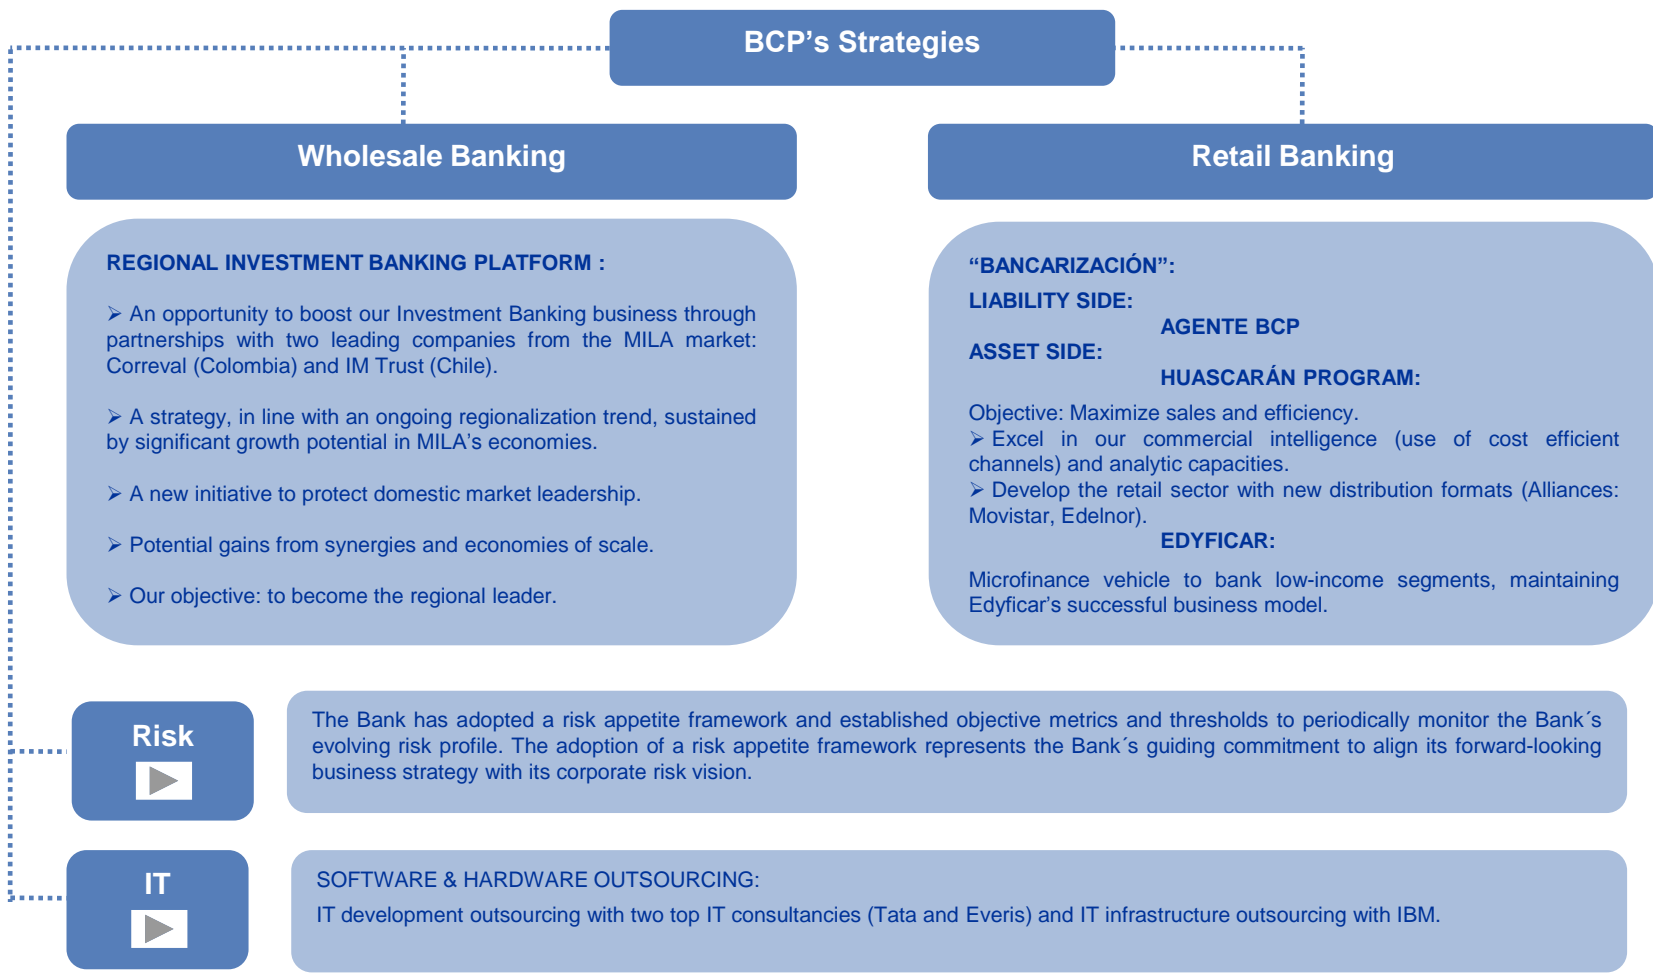 BCP’s Strategies
Wholesale Banking
REGIONAL INVESTMENT BANKING PLATFORM :
➢ An opportunity to boost our Investment Banking business through
partnerships with two leading companies from the MILA market:
Correval (Colombia) and IM Trust (Chile).
➢ A strategy, in line with an ongoing regionalization trend, sustained
by significant growth potential in MILA’s economies.
➢ A new initiative to protect domestic market leadership.
➢ Potential gains from synergies and economies of scale.
➢ Our objective: to become the regional leader.
Retail Banking
“BANCARIZACIÓN”:
LIABILITY SIDE:
AGENTE BCP
ASSET SIDE:
HUASCARÁN PROGRAM:
Objective: Maximize sales and efficiency.
➢ Excel in our commercial intelligence (use of cost efficient
channels) and analytic capacities.
➢ Develop the retail sector with new distribution formats (Alliances:
Movistar, Edelnor).
EDYFICAR:
Microfinance vehicle to bank low-income segments, maintaining
Edyficar’s successful business model.
Risk
The Bank has adopted a risk appetite framework and established objective metrics and thresholds to periodically monitor the Bank´s
evolving risk profile. The adoption of a risk appetite framework represents the Bank´s guiding commitment to align its forward-looking
business strategy with its corporate risk vision.
IT
SOFTWARE & HARDWARE OUTSOURCING:
IT development outsourcing with two top IT consultancies (Tata and Everis) and IT infrastructure outsourcing with IBM.